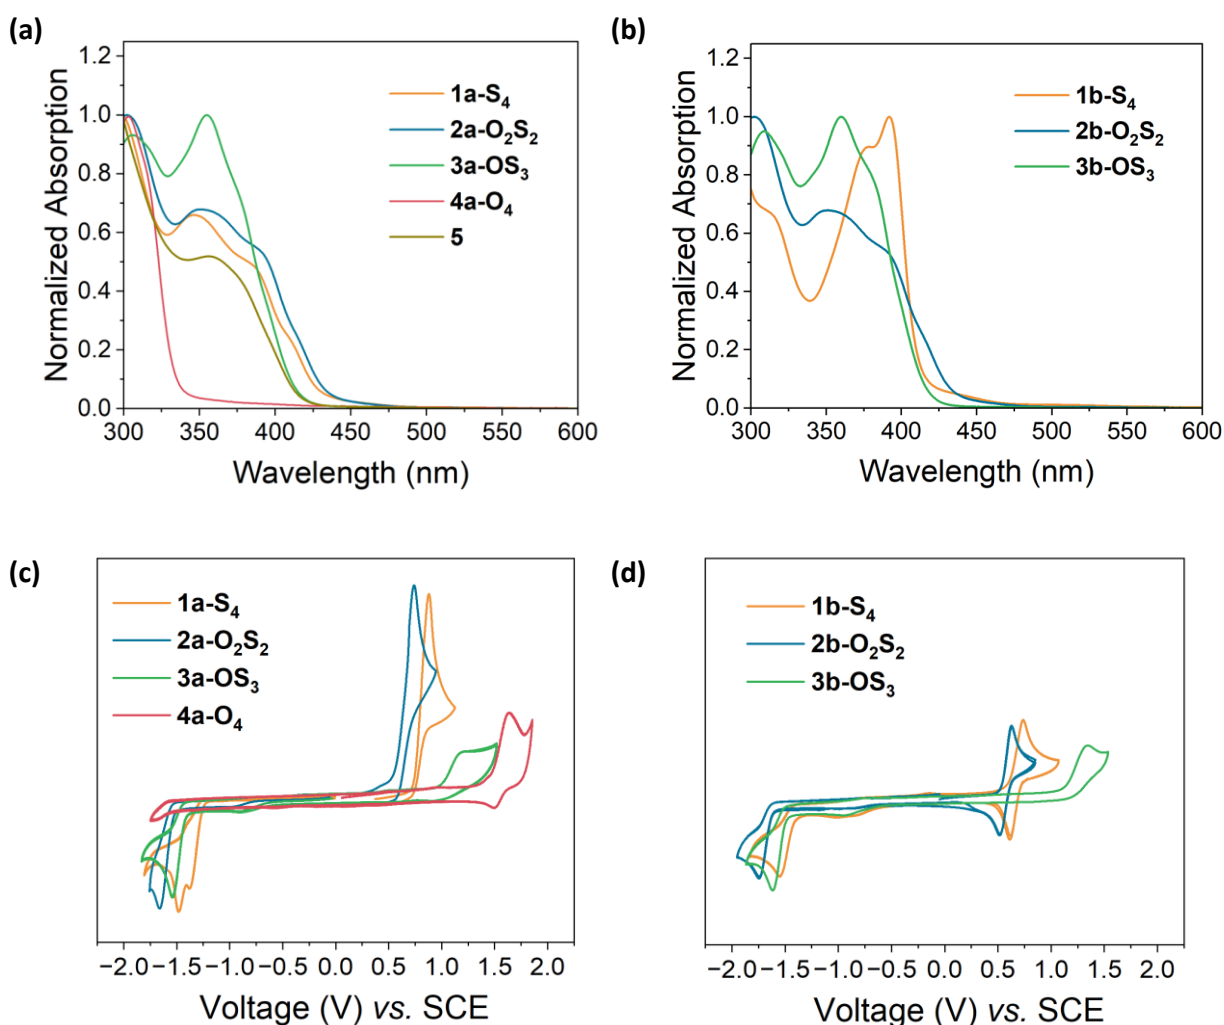 (a)
1.2
1.0
0.8
0.6
0.4
0.2
0.0
Normalized Absorption
1a-S₄
2a-O₂S₂
3a-OS₃
4a-O₄
5
300 350 400 450 500 550 600
Wavelength (nm)
(b)
1.2
1.0
0.8
0.6
0.4
0.2
0.0
Normalized Absorption
1b-S₄
2b-O₂S₂
3b-OS₃
300 350 400 450 500 550 600
Wavelength (nm)
(c)
1a-S₄
2a-O₂S₂
3a-OS₃
4a-O₄
−2.0 −1.5 −1.0 −0.5 0.0 0.5 1.0 1.5 2.0
Voltage (V) vs. SCE
(d)
1b-S₄
2b-O₂S₂
3b-OS₃
−2.0 −1.5 −1.0 −0.5 0.0 0.5 1.0 1.5 2.0
Voltage (V) vs. SCE